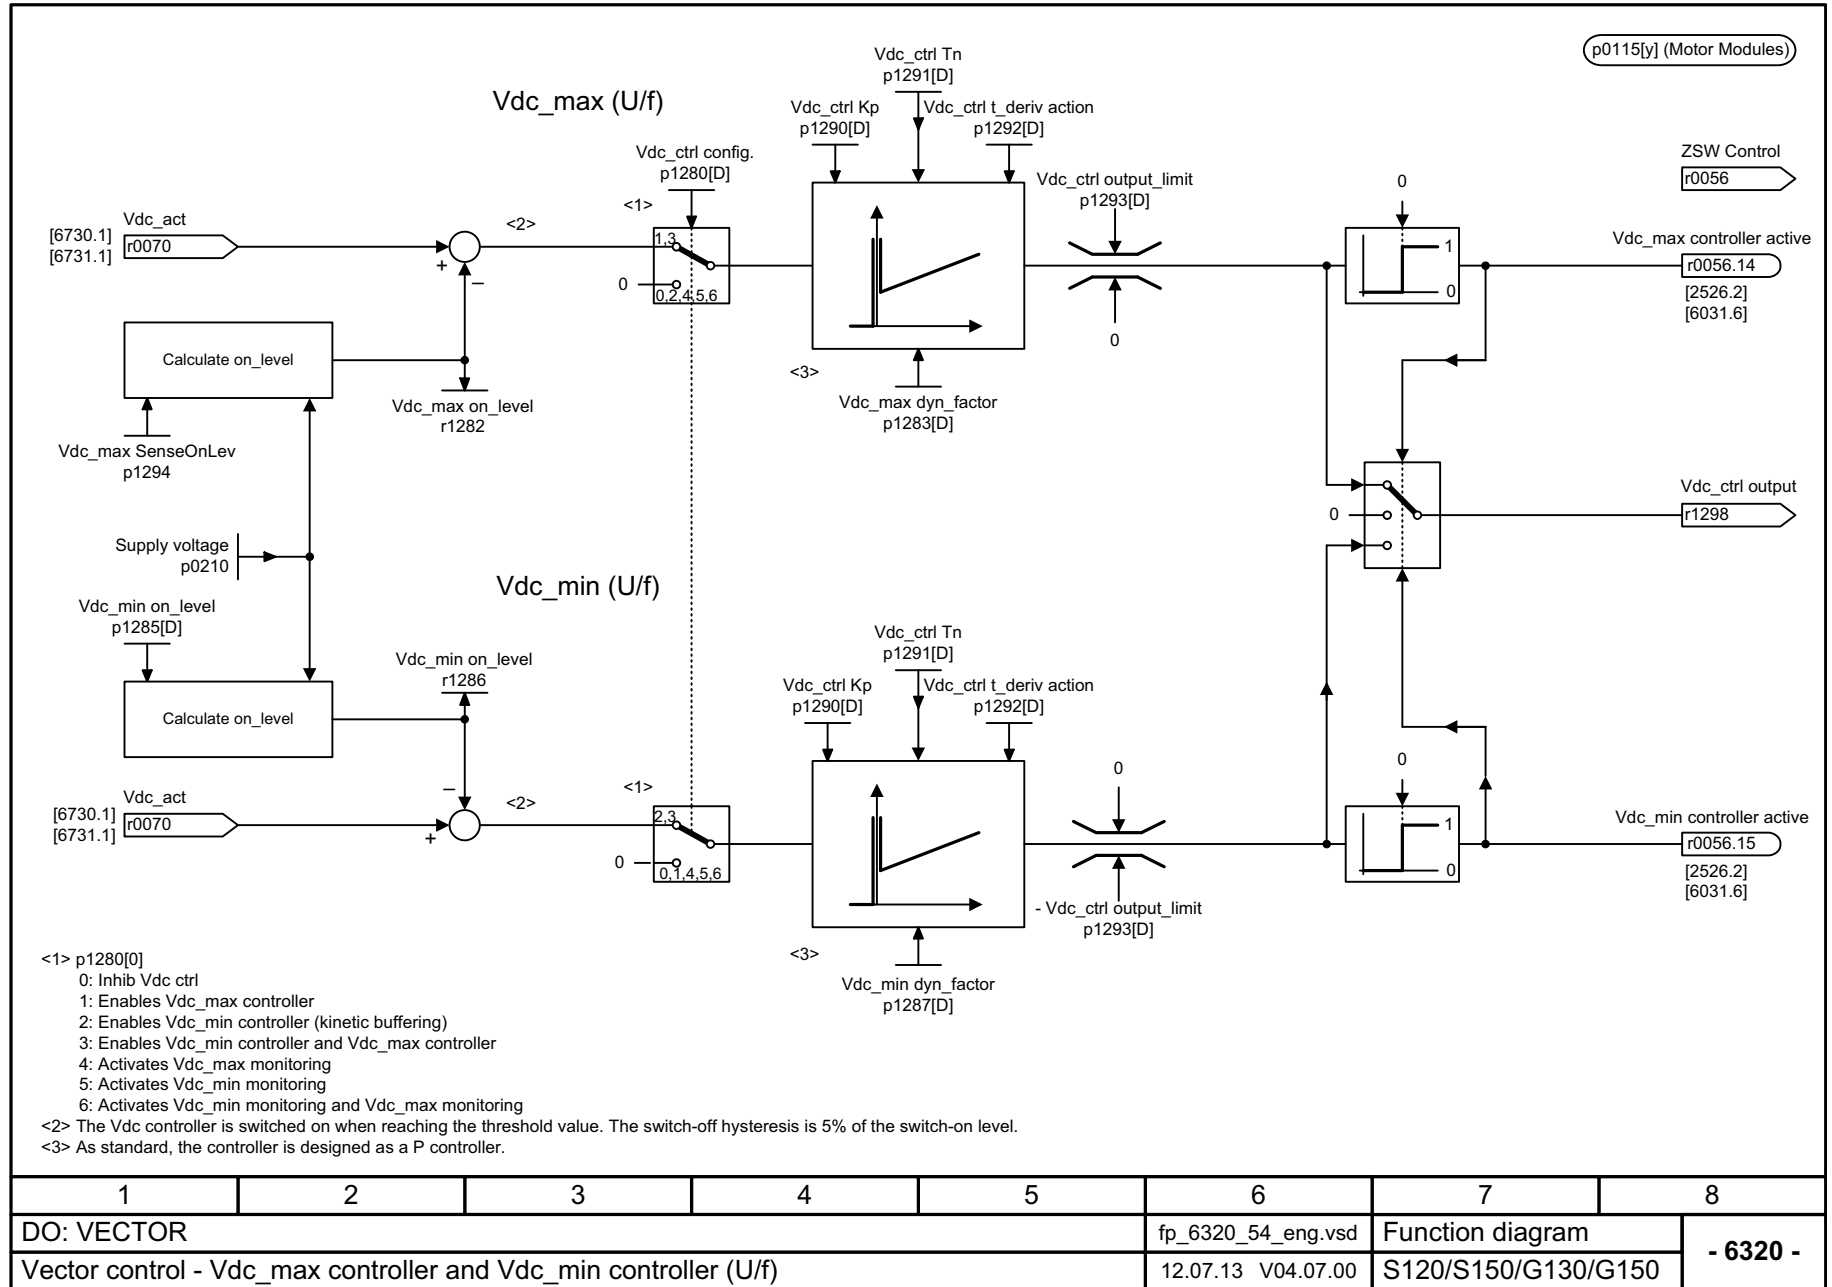 p0115[y] (Motor Modules)
Vdc_max (U/f)
Vdc_ctrl Tn
p1291[D]
Vdc_ctrl Kp
p1290[D]
Vdc_ctrl t_deriv action
p1292[D]
Vdc_ctrl config.
p1280[D]
Vdc_ctrl output_limit
p1293[D]
ZSW Control
r0056
[6730.1]
[6731.1]
Vdc_act
r0070
+
–
<2>
<1>
1,3
0
0,2,4,5,6
0
0
1
0
Vdc_max controller active
r0056.14
[2526.2]
[6031.6]
Calculate on_level
Vdc_max on_level
r1282
<3>
Vdc_max dyn_factor
p1283[D]
Vdc_max SenseOnLev
p1294
Vdc_ctrl output
r1298
0
Supply voltage
p0210
Vdc_min (U/f)
Vdc_min on_level
p1285[D]
Vdc_min on_level
r1286
Calculate on_level
Vdc_ctrl Tn
p1291[D]
Vdc_ctrl Kp
p1290[D]
Vdc_ctrl t_deriv action
p1292[D]
[6730.1]
[6731.1]
Vdc_act
r0070
–
+
<2>
<1>
2,3
0
0,1,4,5,6
0
- Vdc_ctrl output_limit
p1293[D]
0
1
0
Vdc_min controller active
r0056.15
[2526.2]
[6031.6]
<3>
Vdc_min dyn_factor
p1287[D]
<1> p1280[0]
0: Inhib Vdc ctrl
1: Enables Vdc_max controller
2: Enables Vdc_min controller (kinetic buffering)
3: Enables Vdc_min controller and Vdc_max controller
4: Activates Vdc_max monitoring
5: Activates Vdc_min monitoring
6: Activates Vdc_min monitoring and Vdc_max monitoring
<2> The Vdc controller is switched on when reaching the threshold value. The switch-off hysteresis is 5% of the switch-on level.
<3> As standard, the controller is designed as a P controller.
1 2 3 4 5 6 7 8
DO: VECTOR
fp_6320_54_eng.vsd
Function diagram
- 6320 -
Vector control - Vdc_max controller and Vdc_min controller (U/f)
12.07.13 V04.07.00
S120/S150/G130/G150